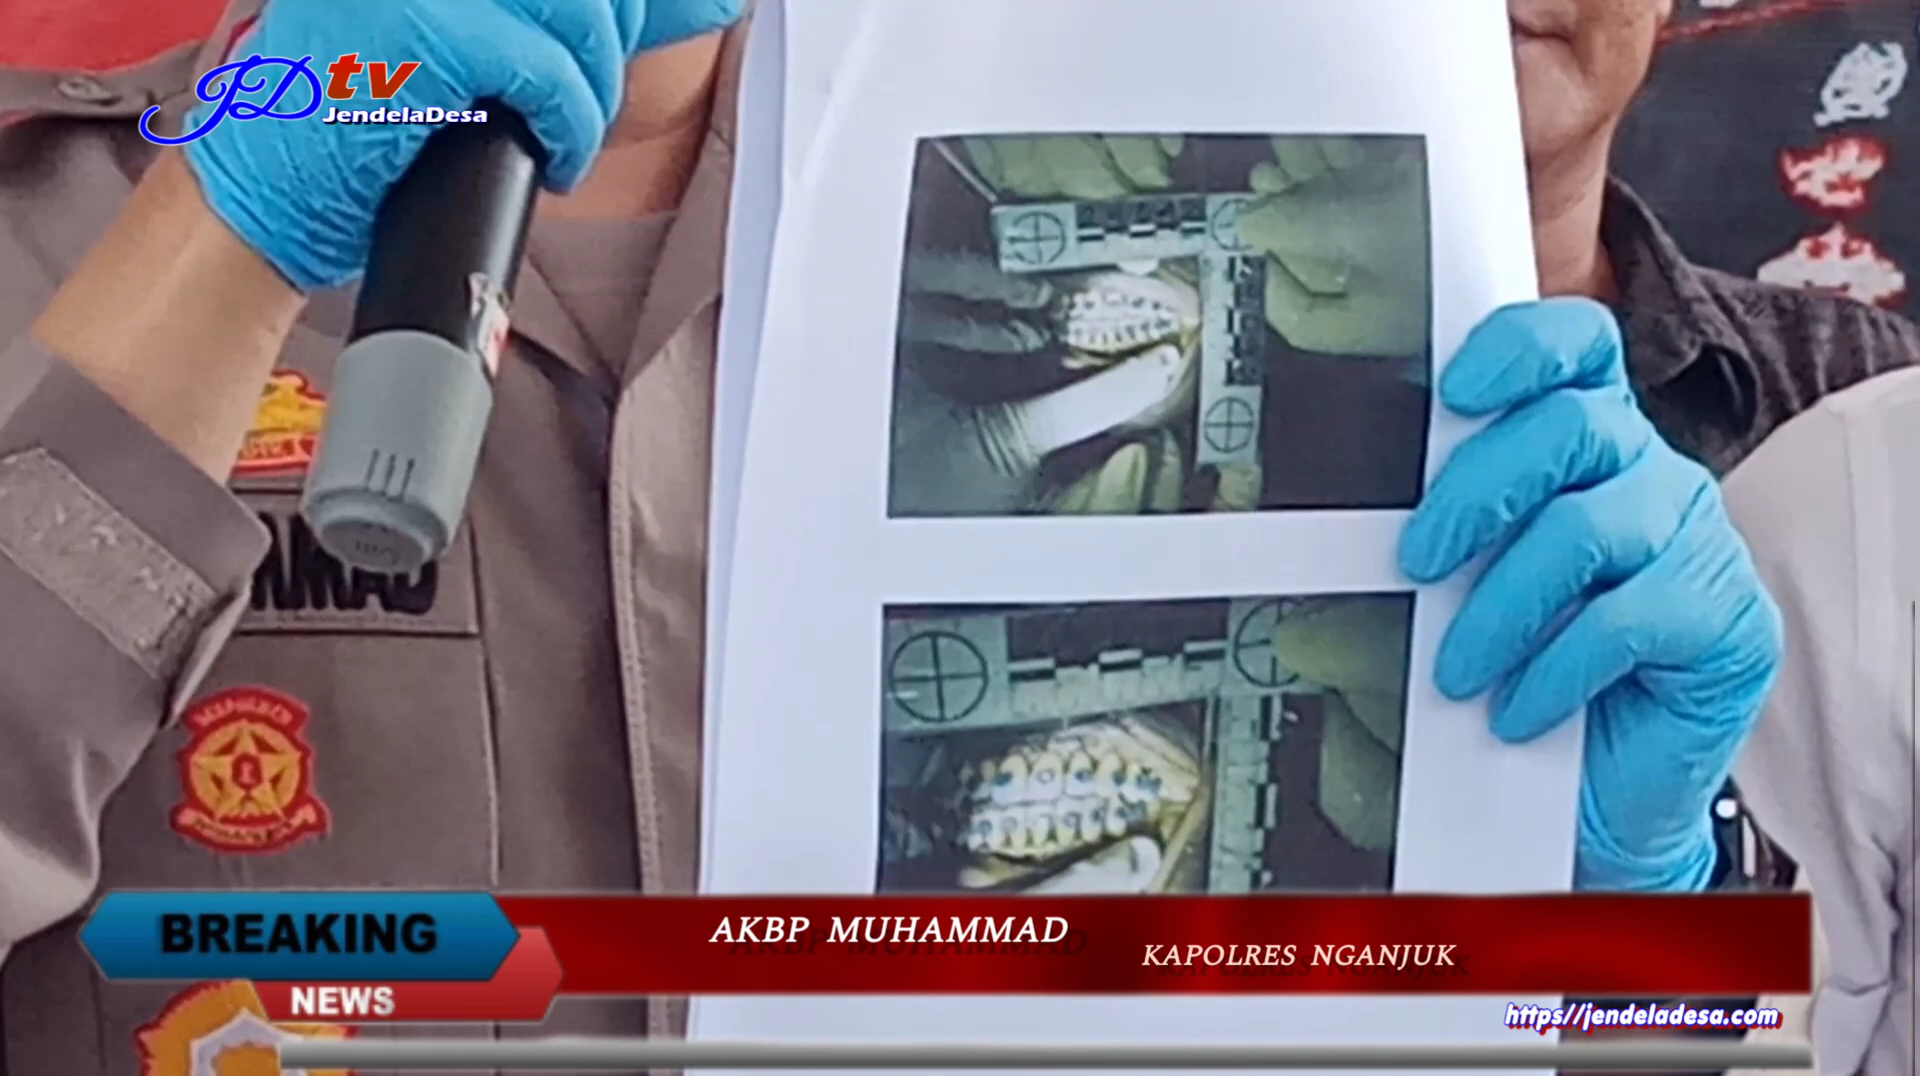 JDtv
JendelaDesa
BREAKING
NEWS
AKBP MUHAMMAD
KAPOLRES NGANJUK
https//jendeladesa.com